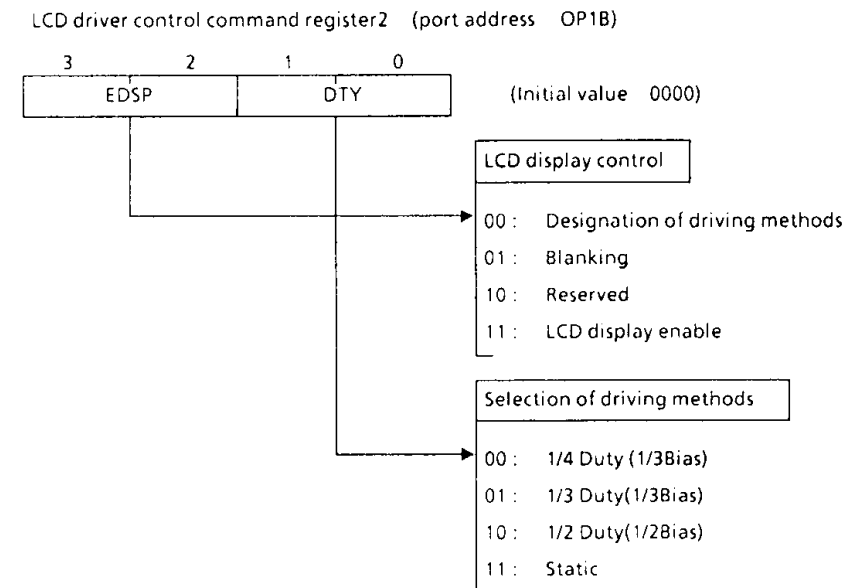 LCD driver control command register2 (port address OP1B)
3 2 1 0
EDSP DTY (Initial value 0000)
LCD display control
00 : Designation of driving methods
01 : Blanking
10 : Reserved
11 : LCD display enable
Selection of driving methods
00 : 1/4 Duty (1/3Bias)
01 : 1/3 Duty(1/3Bias)
10 : 1/2 Duty(1/2Bias)
11 : Static